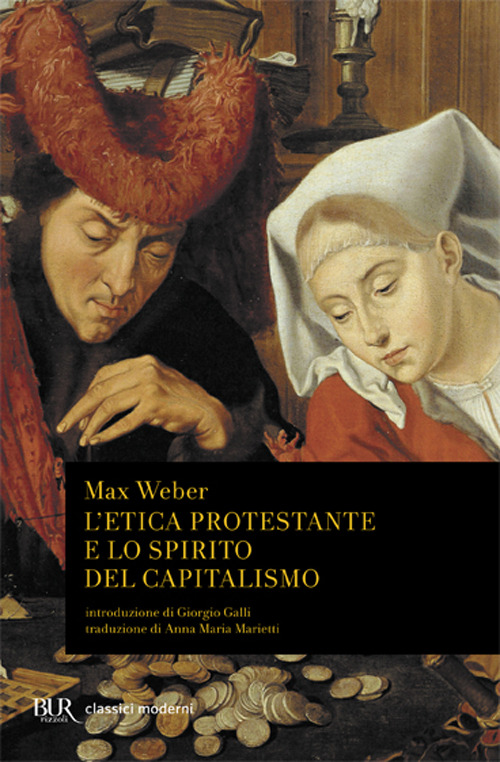 Max Weber
L'ETICA PROTESTANTE
E LO SPIRITO
DEL CAPITALISMO
introduzione di Giorgio Galli
traduzione di Anna Maria Marietti
BUR
rizzoli
classici moderni